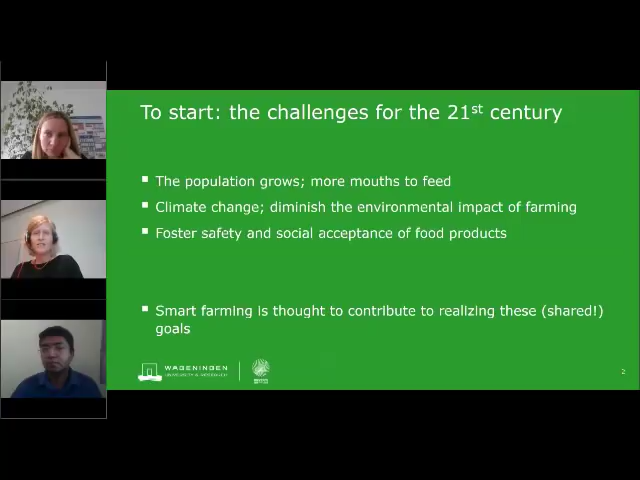 To start: the challenges for the 21st century
▪ The population grows; more mouths to feed
▪ Climate change; diminish the environmental impact of farming
▪ Foster safety and social acceptance of food products
▪ Smart farming is thought to contribute to realizing these (shared!)
goals
WAGENINGEN
UNIVERSITY & RESEARCH
2